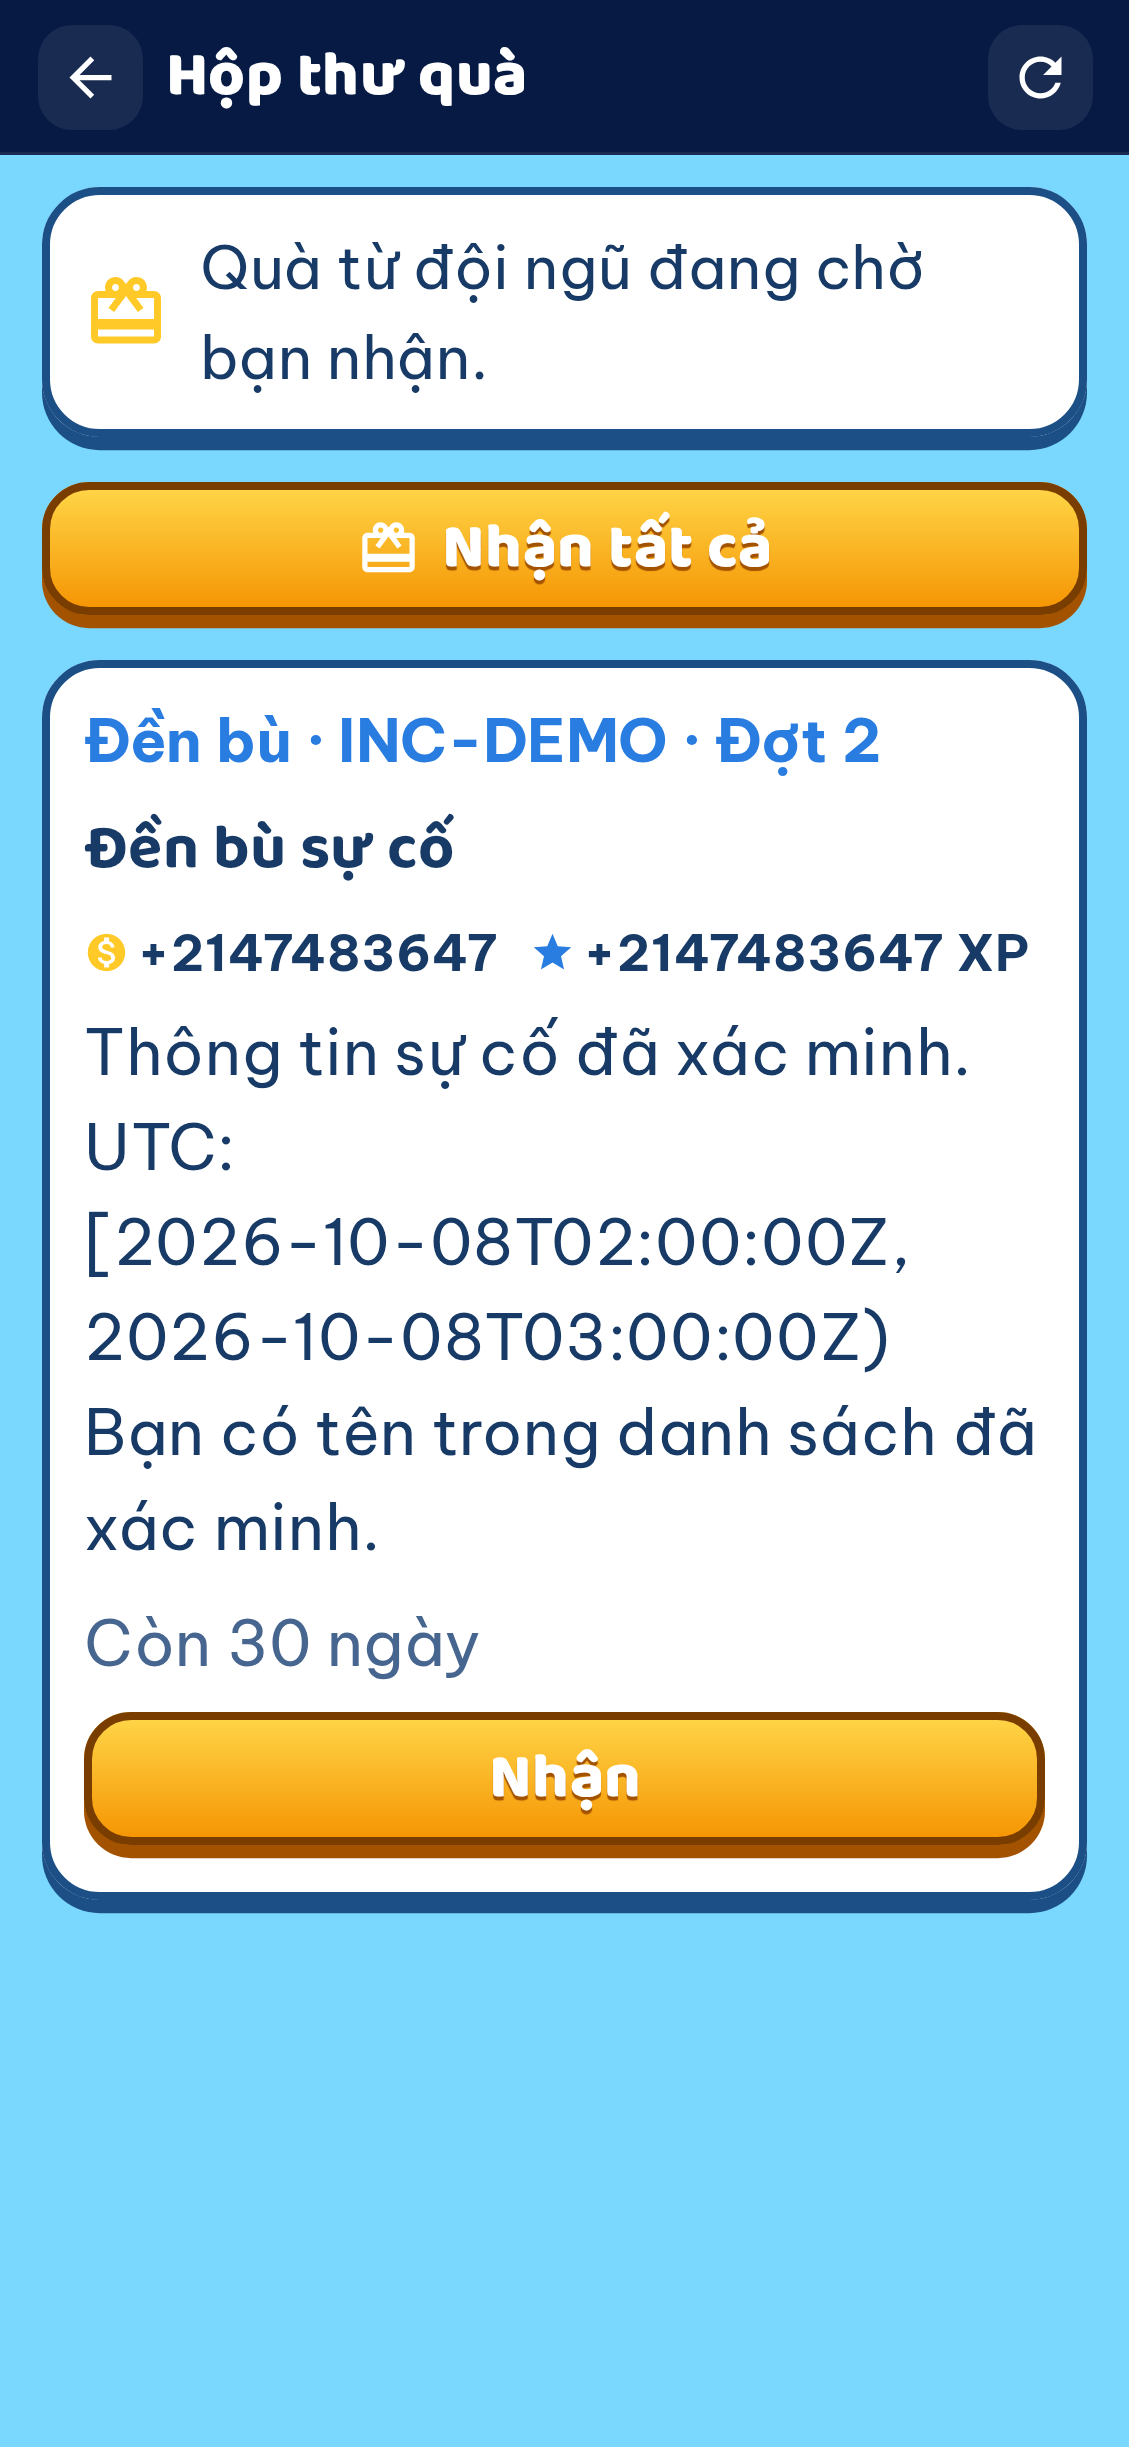 Hộp thư quà
Quà từ đội ngũ đang chờ
bạn nhận.
Nhận tất cả
Đền bù · INC-DEMO · Đợt 2
Đền bù sự cố
+2147483647 +2147483647 XP
Thông tin sự cố đã xác minh.
UTC:
[2026-10-08T02:00:00Z,
2026-10-08T03:00:00Z)
Bạn có tên trong danh sách đã
xác minh.
Còn 30 ngày
Nhận